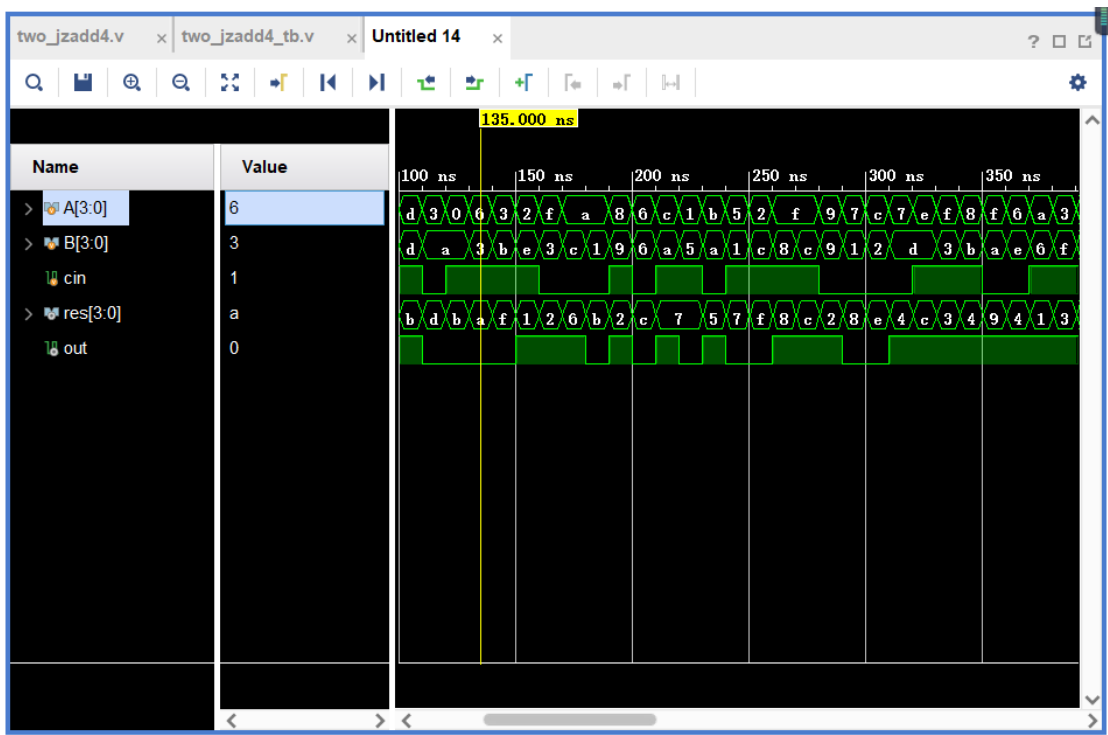 two_jzadd4.v × two_jzadd4_tb.v × Untitled 14 ×
?
135.000 ns
Name Value
100 ns 150 ns 200 ns 250 ns 300 ns 350 ns
A[3:0] 6 d 3 0 6 3 2 f a 8 6 c 1 b 5 2 f 9 7 c 7 e f 8 f 6 a 3
B[3:0] 3 d a 3 b e 3 c 1 9 6 a 5 a 1 c 8 c 9 1 2 d 3 b a e 6 f
cin 1
res[3:0] a b d b a f 1 2 6 b 2 c 7 5 7 f 8 c 2 8 e 4 c 3 4 9 4 1 3
out 0